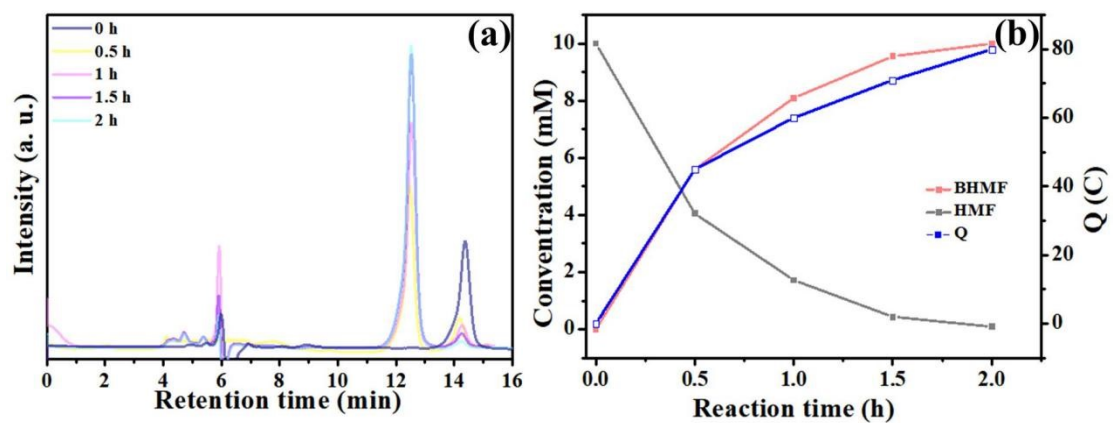 (a)
0 h
0.5 h
1 h
1.5 h
2 h
Intensity (a. u.)
0 2 4 6 8 10 12 14 16
Retention time (min)
(b)
10
8
6
4
2
0
Conventration (mM)
BHMF
HMF
Q
80
60
40
20
0
Q (C)
0.0 0.5 1.0 1.5 2.0
Reaction time (h)